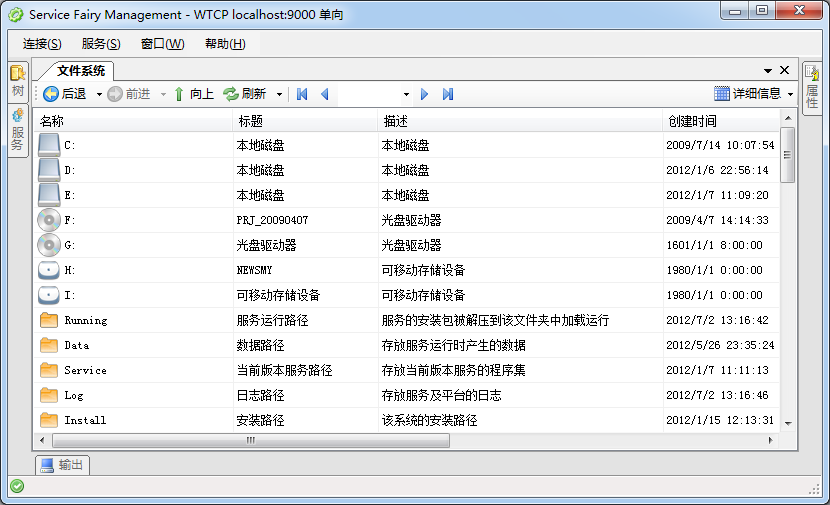 Service Fairy Management - WTCP localhost:9000 单向
连接(S) 服务(S) 窗口(W) 帮助(H)
树
服务
文件系统
后退 前进 向上 刷新 详细信息
属性
名称 标题 描述 创建时间
C: 本地磁盘 本地磁盘 2009/7/14 10:07:54
D: 本地磁盘 本地磁盘 2012/1/6 22:56:14
E: 本地磁盘 本地磁盘 2012/1/7 11:09:20
F: PRJ_20090407 光盘驱动器 2009/4/7 14:14:33
G: 光盘驱动器 光盘驱动器 1601/1/1 8:00:00
H: NEWSMY 可移动存储设备 1980/1/1 0:00:00
I: 可移动存储设备 可移动存储设备 1980/1/1 0:00:00
Running 服务运行路径 服务的安装包被解压到该文件夹中加载运行 2012/7/2 13:16:42
Data 数据路径 存放服务运行时产生的数据 2012/5/26 23:35:24
Service 当前版本服务路径 存放当前版本服务的程序集 2012/1/7 11:11:13
Log 日志路径 存放服务及平台的日志 2012/7/2 13:16:46
Install 安装路径 该系统的安装路径 2012/1/15 12:13:31
输出